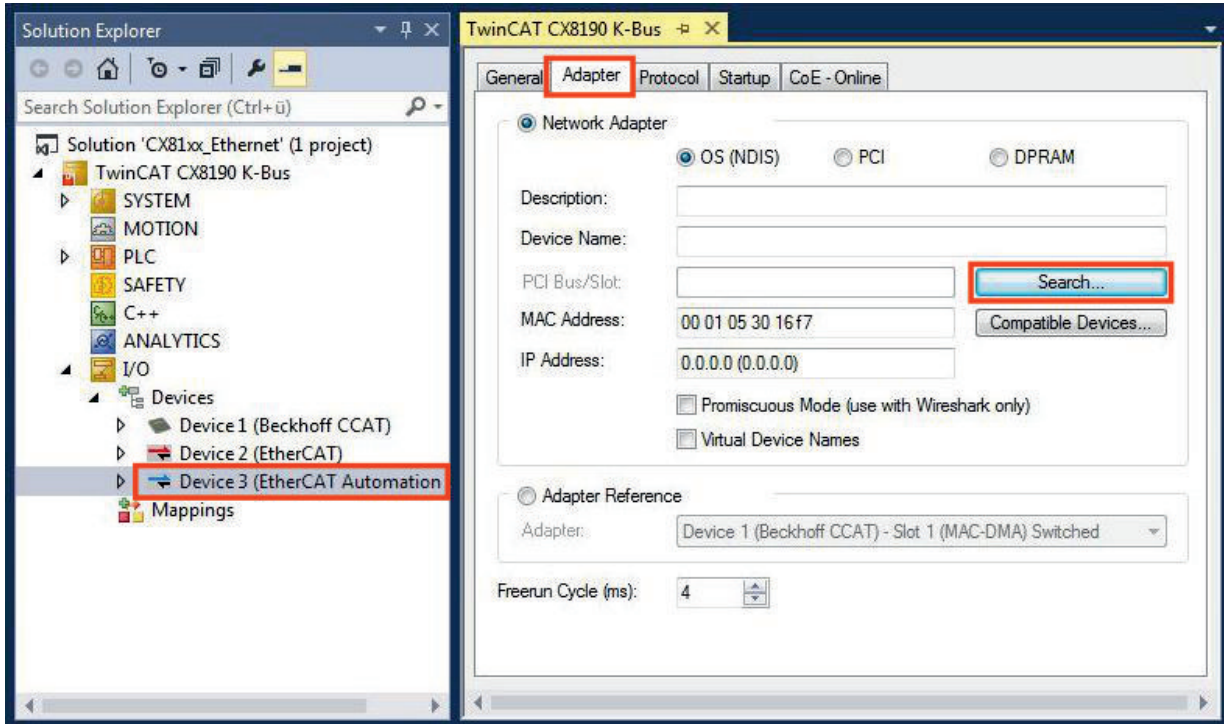 Solution Explorer
Search Solution Explorer (Ctrl+ü)
Solution 'CX81xx_Ethernet' (1 project)
TwinCAT CX8190 K-Bus
SYSTEM
MOTION
PLC
SAFETY
C++
ANALYTICS
I/O
Devices
Device 1 (Beckhoff CCAT)
Device 2 (EtherCAT)
Device 3 (EtherCAT Automation
Mappings
TwinCAT CX8190 K-Bus
General Adapter Protocol Startup CoE - Online
Network Adapter
OS (NDIS) PCI DPRAM
Description:
Device Name:
PCI Bus/Slot: Search...
MAC Address: 00 01 05 30 16 f7 Compatible Devices...
IP Address: 0.0.0.0 (0.0.0.0)
Promiscuous Mode (use with Wireshark only)
Virtual Device Names
Adapter Reference
Adapter: Device 1 (Beckhoff CCAT) - Slot 1 (MAC-DMA) Switched
Freerun Cycle (ms): 4